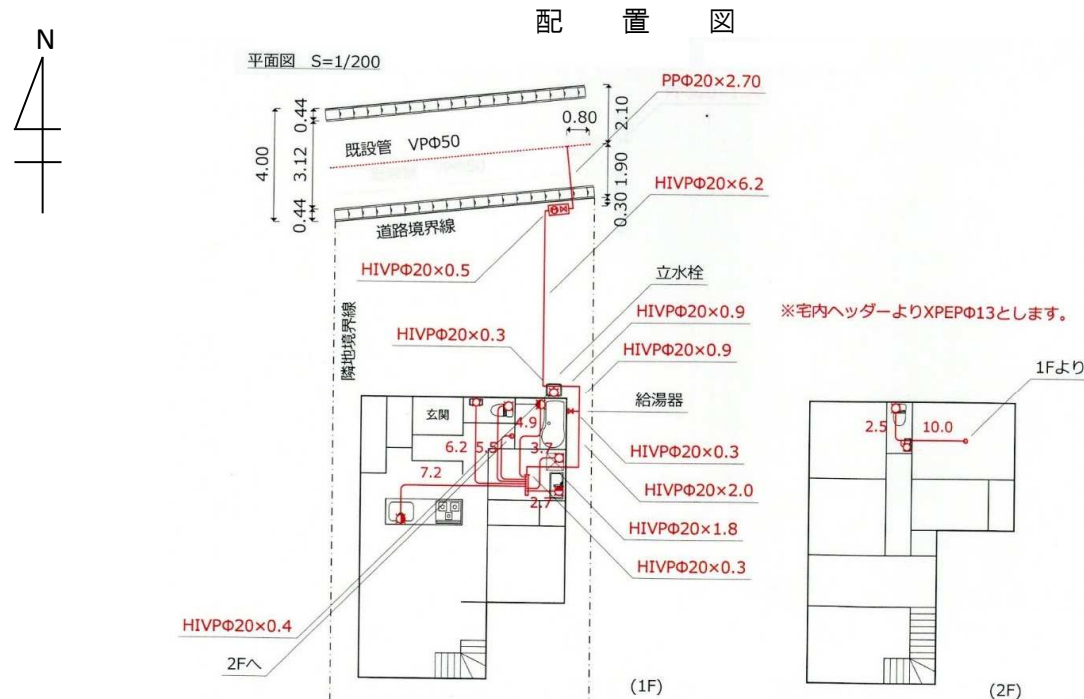 配 置 図
N
平面図 S=1/200
PPΦ20×2.70
0.80
2.10
0.44
既設管 VPΦ50
4.00
3.12
1.90
HIVPΦ20×6.2
0.44
0.30
道路境界線
HIVPΦ20×0.5
立水栓
隣地境界線
HIVPΦ20×0.9
※宅内ヘッダーよりXPEPΦ13とします。
HIVPΦ20×0.3
HIVPΦ20×0.9
1Fより
給湯器
玄関
4.9
2.5
10.0
6.2
5.5
3.7
HIVPΦ20×0.3
7.2
HIVPΦ20×2.0
2.7
HIVPΦ20×1.8
HIVPΦ20×0.3
HIVPΦ20×0.4
2Fへ
(1F)
(2F)